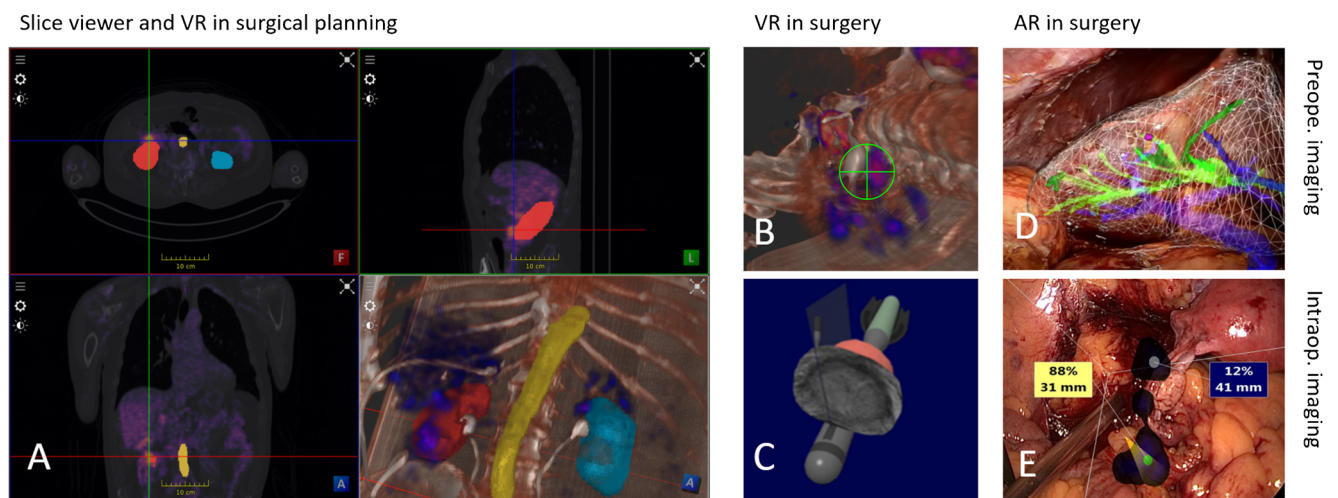 Slice viewer and VR in surgical planning
VR in surgery
AR in surgery
F
10 cm
L
10 cm
A
A
10 cm
A
B
C
D
88%
31 mm
12%
41 mm
E
Preope. imaging
Intraop. imaging